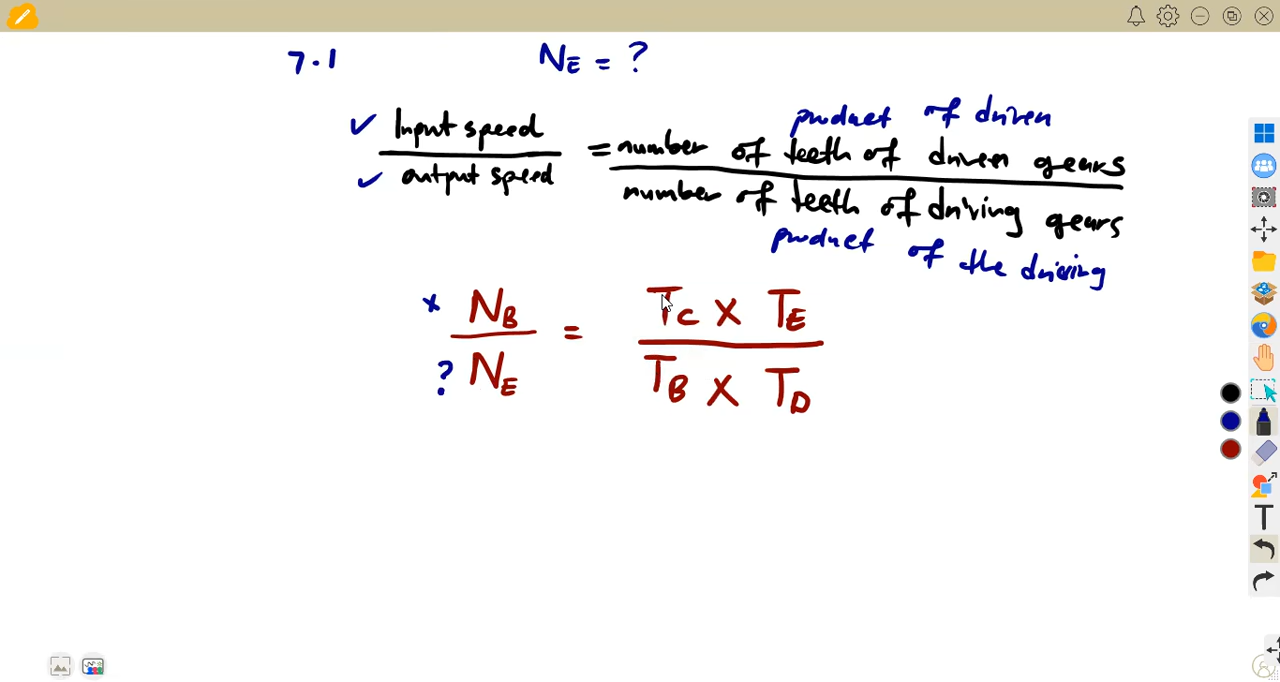 7.1 N_E = ?
product of driven
✓ Input speed / ✓ output speed = number of teeth of driven gears / number of teeth of driving gears
product of the driving
x N_B / ? N_E = T_C X T_E / T_B X T_D
T